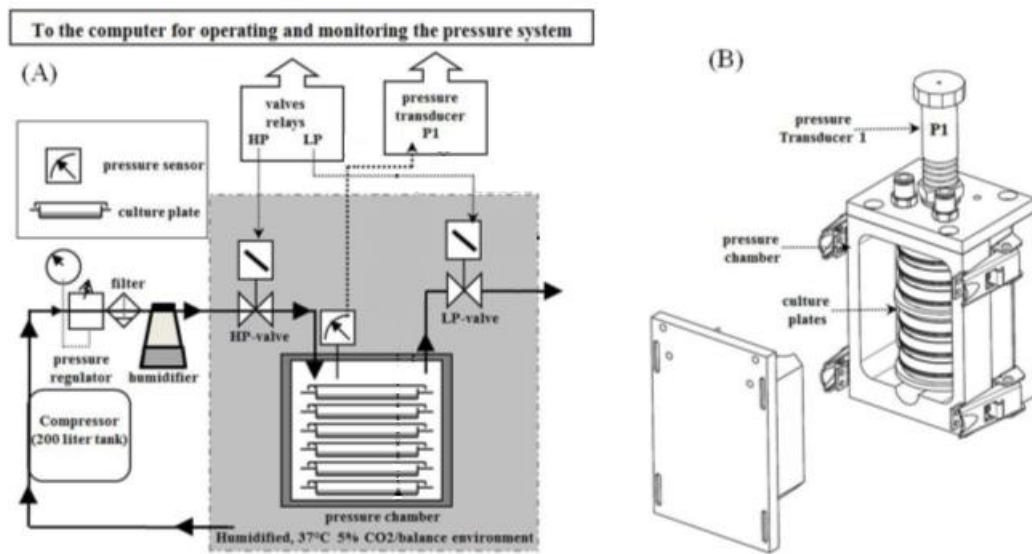 To the computer for operating and monitoring the pressure system
(A)
valves
relays
HP LP
pressure
transducer
P1
pressure sensor
culture plate
filter
pressure
regulator
humidifier
HP-valve
LP-valve
Compressor
(200 liter tank)
pressure chamber
Humidified, 37°C 5% CO2/balance environment
(B)
pressure
Transducer 1
P1
pressure
chamber
culture
plates